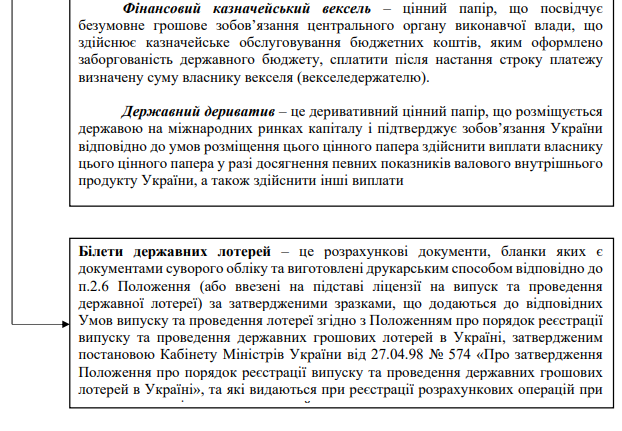 Фінансовий казначейський вексель – цінний папір, що посвідчує
безумовне грошове зобов’язання центрального органу виконавчої влади, що
здійснює казначейське обслуговування бюджетних коштів, яким оформлено
заборгованість державного бюджету, сплатити після настання строку платежу
визначену суму власнику векселя (векселедержателю).
Державний дериватив – це деривативний цінний папір, що розміщується
державою на міжнародних ринках капіталу і підтверджує зобов’язання України
відповідно до умов розміщення цього цінного папера здійснити виплати власнику
цього цінного папера у разі досягнення певних показників валового внутрішнього
продукту України, а також здійснити інші виплати
Білети державних лотерей – це розрахункові документи, бланки яких є
документами суворого обліку та виготовлені друкарським способом відповідно до
п.2.6 Положення (або ввезені на підставі ліцензії на випуск та проведення
державної лотереї) за затвердженими зразками, що додаються до відповідних
Умов випуску та проведення лотереї згідно з Положенням про порядок реєстрації
випуску та проведення державних грошових лотерей в Україні, затвердженим
постановою Кабінету Міністрів України від 27.04.98 № 574 «Про затвердження
Положення про порядок реєстрації випуску та проведення державних грошових
лотерей в Україні», та які видаються при реєстрації розрахункових операцій при